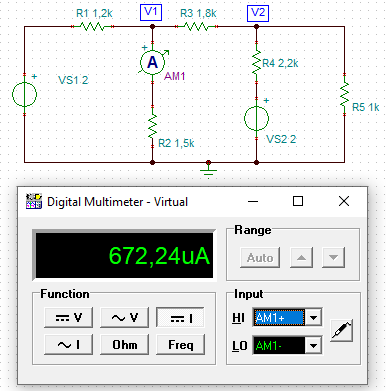 V1 V2
R1 1,2k R3 1,8k
A
AM1
R4 2,2k
VS1 2
R2 1,5k
VS2 2
R5 1k
Digital Multimeter - Virtual
672,24uA
Range
Auto
Function
V V I
I Ohm Freq
Input
HI AM1+
LO AM1-